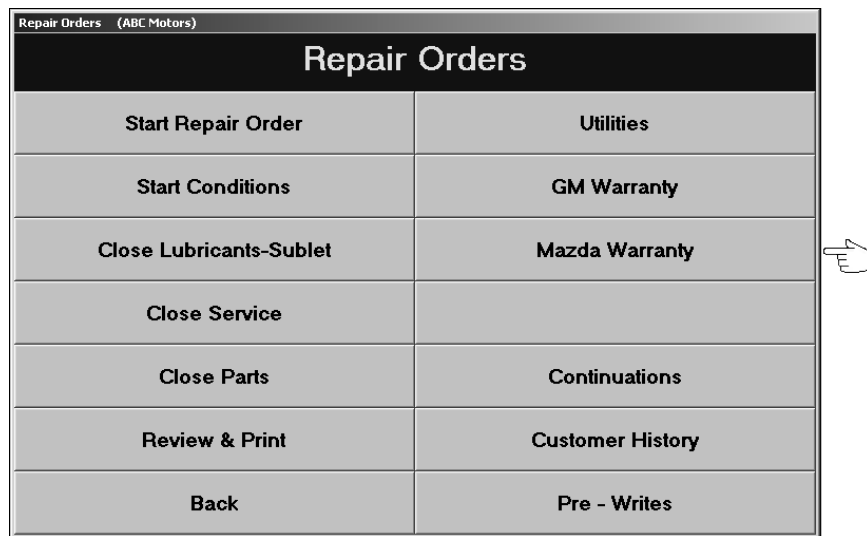 Repair Orders (ABC Motors)
Repair Orders
Start Repair Order
Utilities
Start Conditions
GM Warranty
Close Lubricants-Sublet
Mazda Warranty
Close Service
Close Parts
Continuations
Review & Print
Customer History
Back
Pre - Writes